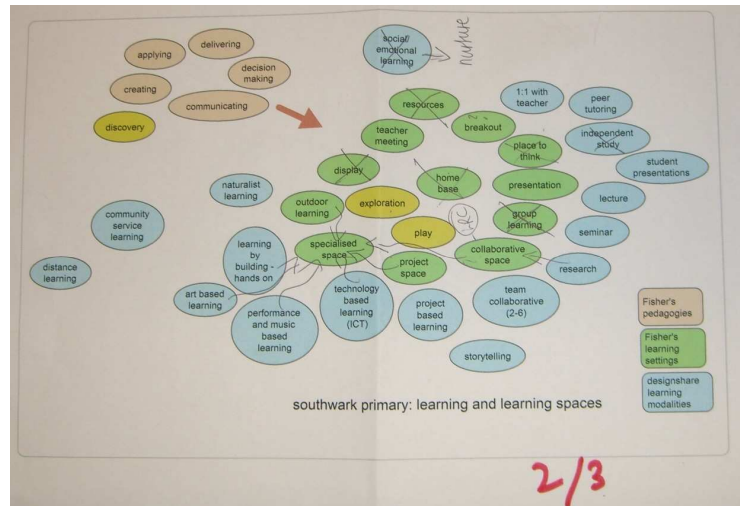 delivering
applying
decision
making
creating
communicating
discovery
social/
emotional
learning
nurture
resources
1:1 with
teacher
peer
tutoring
teacher
meeting
breakout
place to
think
independent
study
student
presentations
display
home
base
presentation
naturalist
learning
outdoor
learning
exploration
lecture
group
learning
community
service
learning
play
seminar
learning
by
building -
hands on
specialised
space
collaborative
space
project
space
research
distance
learning
art based
learning
performance
and music
based
learning
technology
based
learning
(ICT)
project
based
learning
team
collaborative
(2-6)
storytelling
Fisher's
pedagogies
Fisher's
learning
settings
designshare
learning
modalities
southwark primary: learning and learning spaces
2/3